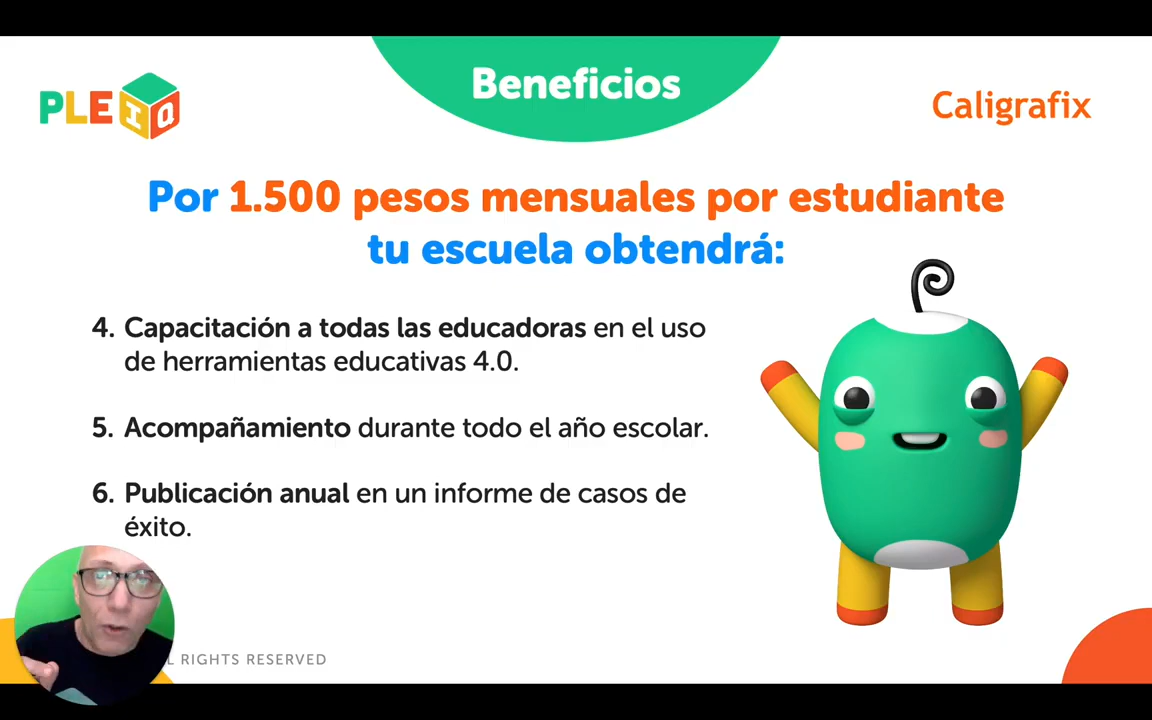 Beneficios
PLE IQ
Caligrafix
Por 1.500 pesos mensuales por estudiante
tu escuela obtendrá:
4. Capacitación a todas las educadoras en el uso
de herramientas educativas 4.0.
5. Acompañamiento durante todo el año escolar.
6. Publicación anual en un informe de casos de
éxito.
RIGHTS RESERVED